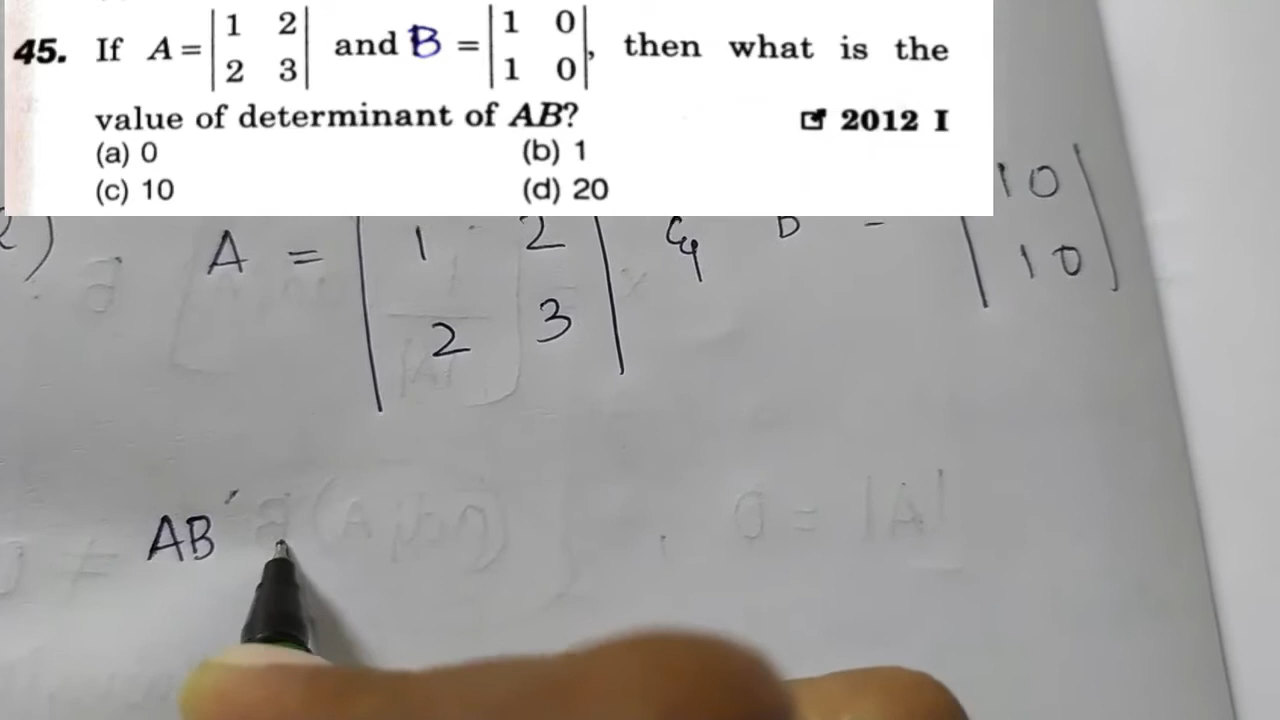 45. If A = |1 2| and B = |1 0|, then what is the
|2 3| |1 0|
value of determinant of AB? 2012 I
(a) 0 (b) 1
(c) 10 (d) 20
A = |1 2| & B = |1 0|
|2 3| |1 0|
AB